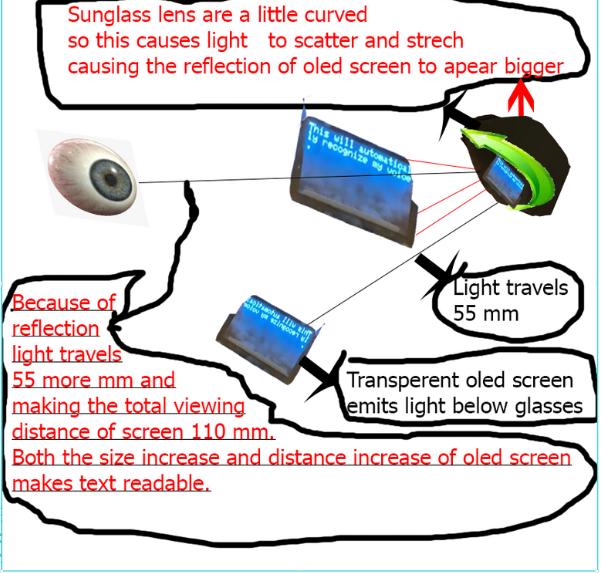 Sunglass lens are a little curved
so this causes light to scatter and strech
causing the reflection of oled screen to apear bigger
This will automatical
ly recognize my voice
Light travels
55 mm
Because of
reflection
light travels
55 more mm and
making the total viewing
distance of screen 110 mm.
Both the size increase and distance increase of oled screen
makes text readable.
Transperent oled screen
emits light below glasses